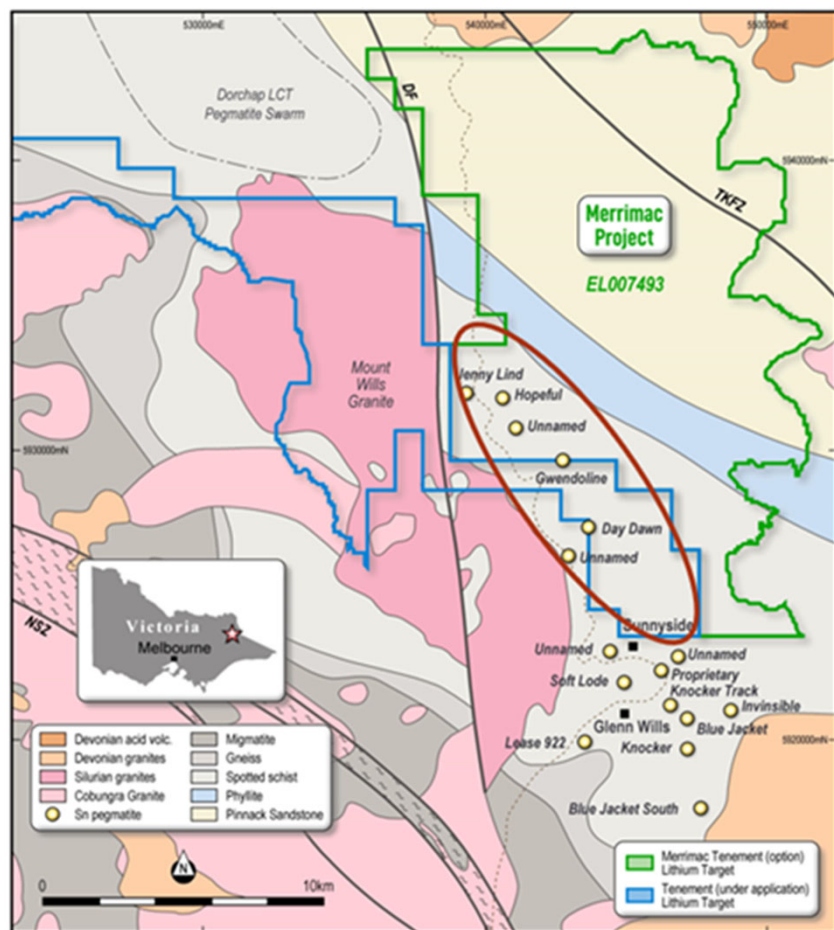 530000mE
540000mE
550000mE
Dorchap LCT
Pegmatite Swarm
DF
5940000mN
TKFZ
Merrimac
Project
EL007493
Mount
Wills
Granite
Jenny Lind
Hopeful
Unnamed
5930000mN
Gwendoline
Day Dawn
Unnamed
NSZ
Victoria
Melbourne
Sunnyside
Unnamed
Unnamed
Proprietary
Soft Lode
Knocker Track
Invinsible
Glenn Wills
Blue Jacket
Lease 922
Knocker
5920000mN
Blue Jacket South
Devonian acid volc.
Devonian granites
Silurian granites
Cobungra Granite
Sn pegmatite
Migmatite
Gneiss
Spotted schist
Phyllite
Pinnack Sandstone
N
0
10km
Merrimac Tenement (option)
Lithium Target
Tenement (under application)
Lithium Target